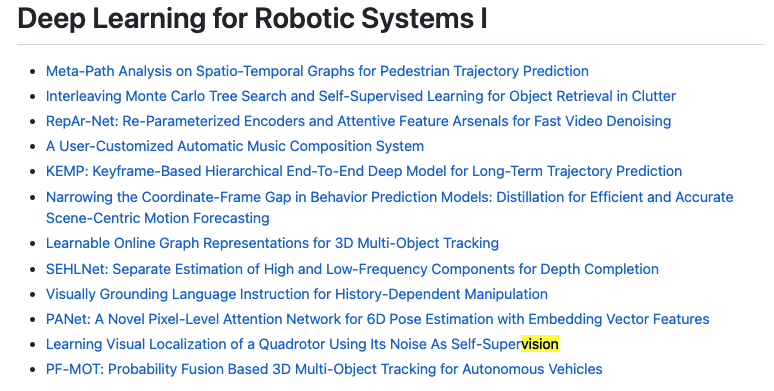 Deep Learning for Robotic Systems I
Meta-Path Analysis on Spatio-Temporal Graphs for Pedestrian Trajectory Prediction
Interleaving Monte Carlo Tree Search and Self-Supervised Learning for Object Retrieval in Clutter
RepAr-Net: Re-Parameterized Encoders and Attentive Feature Arsenals for Fast Video Denoising
A User-Customized Automatic Music Composition System
KEMP: Keyframe-Based Hierarchical End-To-End Deep Model for Long-Term Trajectory Prediction
Narrowing the Coordinate-Frame Gap in Behavior Prediction Models: Distillation for Efficient and Accurate
Scene-Centric Motion Forecasting
Learnable Online Graph Representations for 3D Multi-Object Tracking
SEHLNet: Separate Estimation of High and Low-Frequency Components for Depth Completion
Visually Grounding Language Instruction for History-Dependent Manipulation
PANet: A Novel Pixel-Level Attention Network for 6D Pose Estimation with Embedding Vector Features
Learning Visual Localization of a Quadrotor Using Its Noise As Self-Supervision
PF-MOT: Probability Fusion Based 3D Multi-Object Tracking for Autonomous Vehicles